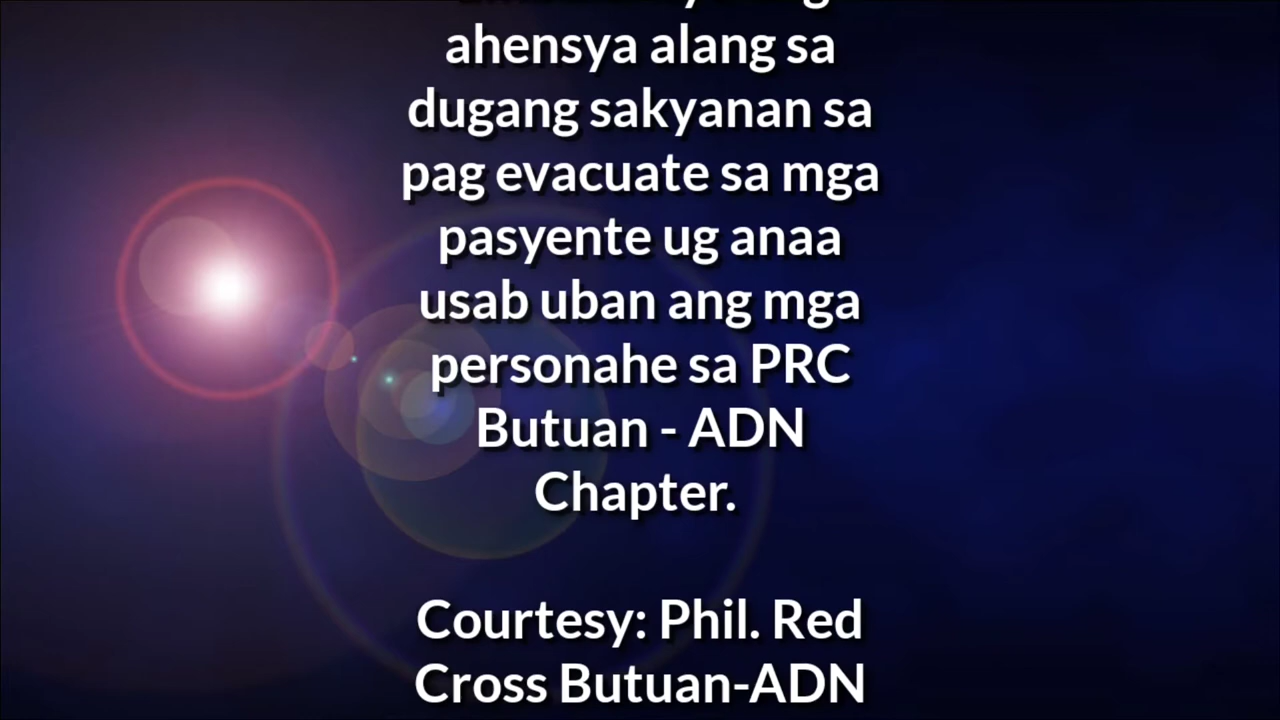 ahensya alang sa
dugang sakyanan sa
pag evacuate sa mga
pasyente ug anaa
usab uban ang mga
personahe sa PRC
Butuan - ADN
Chapter.
Courtesy: Phil. Red
Cross Butuan-ADN